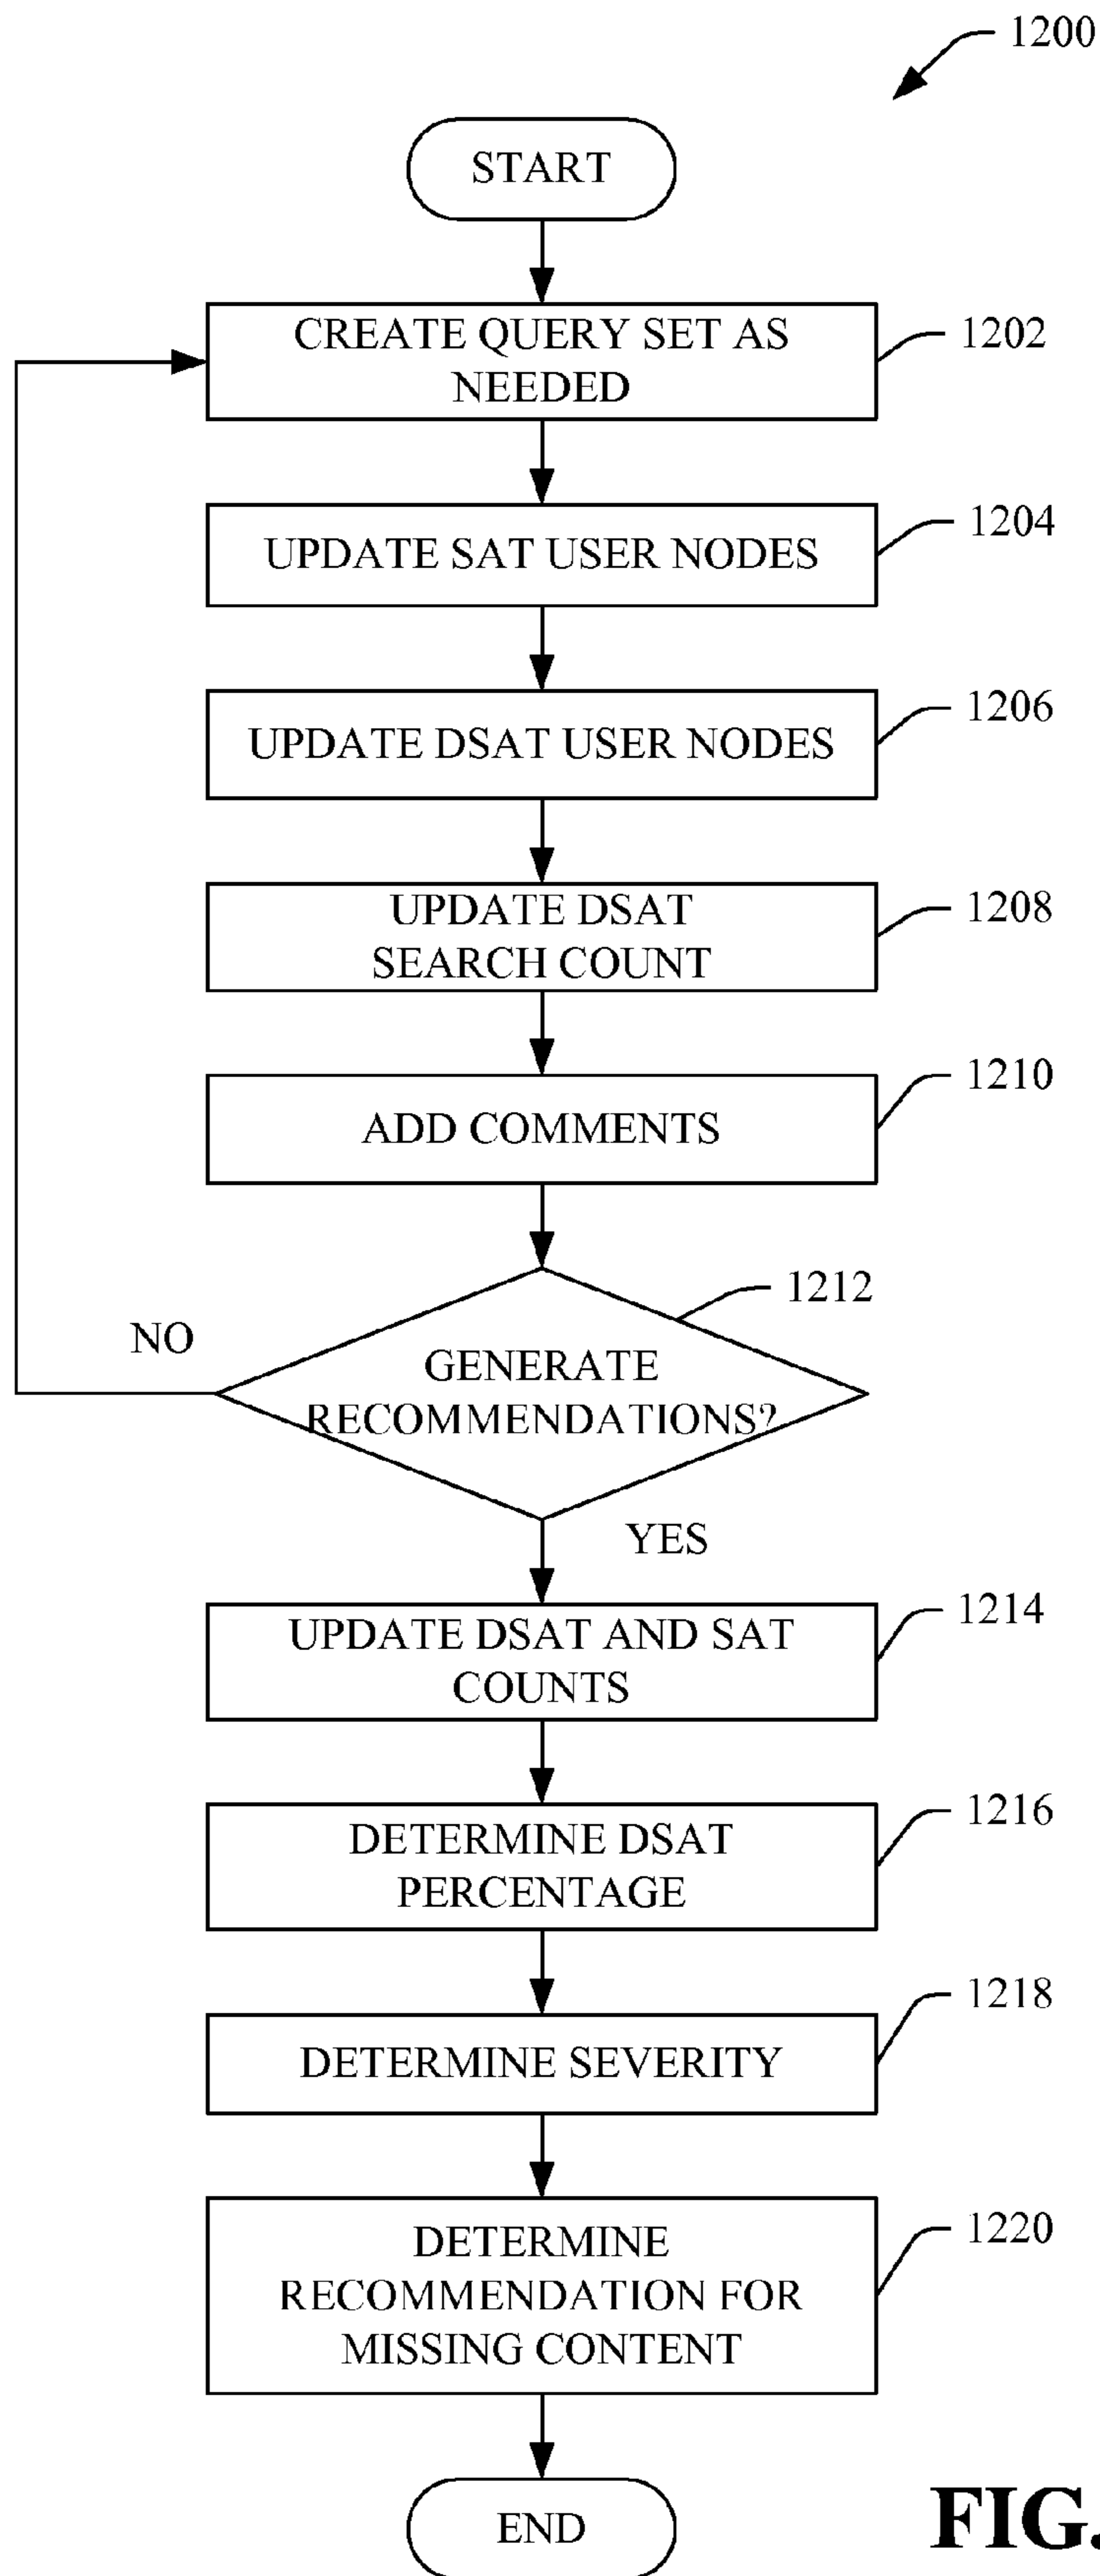 1200
START
CREATE QUERY SET AS
NEEDED
1202
UPDATE SAT USER NODES
1204
UPDATE DSAT USER NODES
1206
UPDATE DSAT
SEARCH COUNT
1208
ADD COMMENTS
1210
1212
NO
GENERATE
RECOMMENDATIONS?
YES
UPDATE DSAT AND SAT
COUNTS
1214
DETERMINE DSAT
PERCENTAGE
1216
DETERMINE SEVERITY
1218
DETERMINE
RECOMMENDATION FOR
MISSING CONTENT
1220
END
FIG.